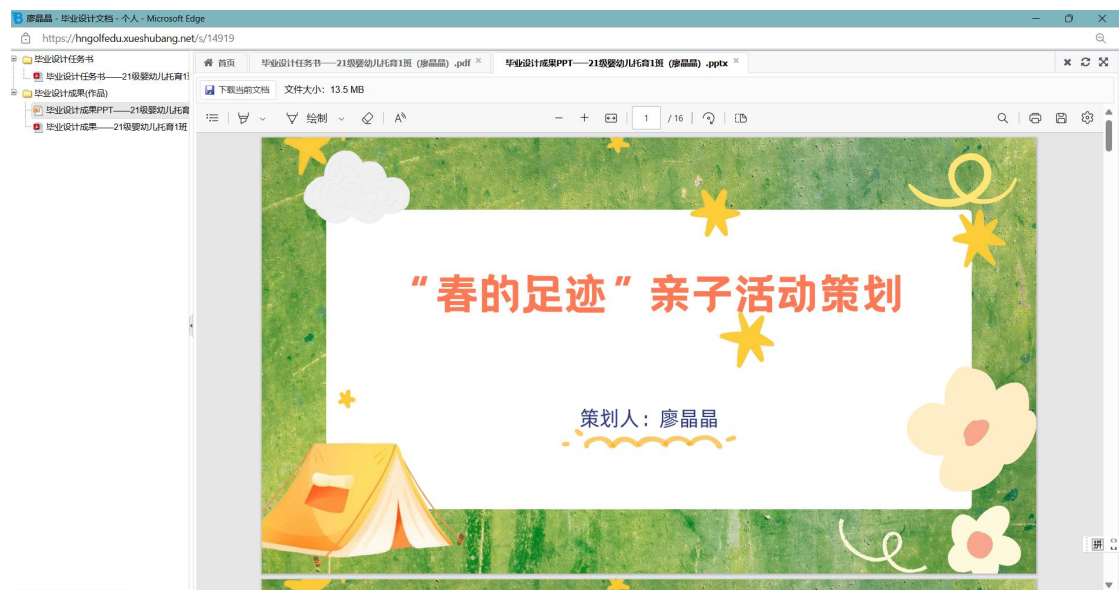 廖晶晶 - 毕业设计文档 - 个人 - Microsoft Edge
https://hngolfedu.xueshubang.net/s/14919
毕业设计任务书
毕业设计任务书——21级婴幼儿托育1班
毕业设计成果(作品)
毕业设计成果PPT——21级婴幼儿托育
毕业设计成果——21级婴幼儿托育1班
首页
毕业设计任务书——21级婴幼儿托育1班 (廖晶晶) .pdf
毕业设计成果PPT——21级婴幼儿托育1班 (廖晶晶) .pptx
下载当前文档 文件大小: 13.5 MB
绘制
1 / 16
“春的足迹”亲子活动策划
策划人：廖晶晶
拼